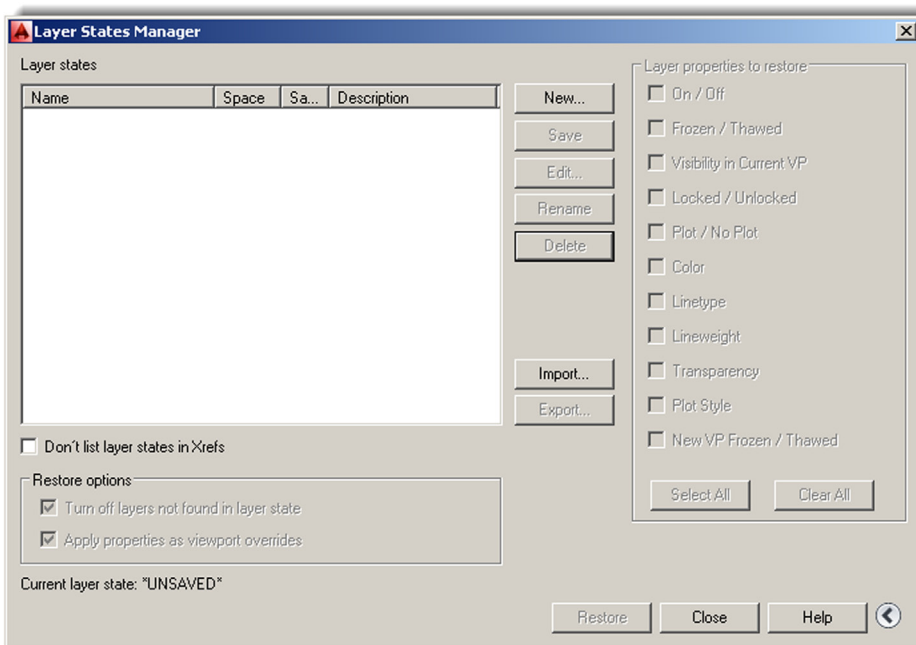 Layer States Manager
Layer states
Name Space Sa... Description
New...
Save
Edit...
Rename
Delete
Import...
Export...
Don't list layer states in Xrefs
Restore options
Turn off layers not found in layer state
Apply properties as viewport overrides
Current layer state: "UNSAVED"
Layer properties to restore
On / Off
Frozen / Thawed
Visibility in Current VP
Locked / Unlocked
Plot / No Plot
Color
Linetype
Lineweight
Transparency
Plot Style
New VP Frozen / Thawed
Select All Clear All
Restore Close Help